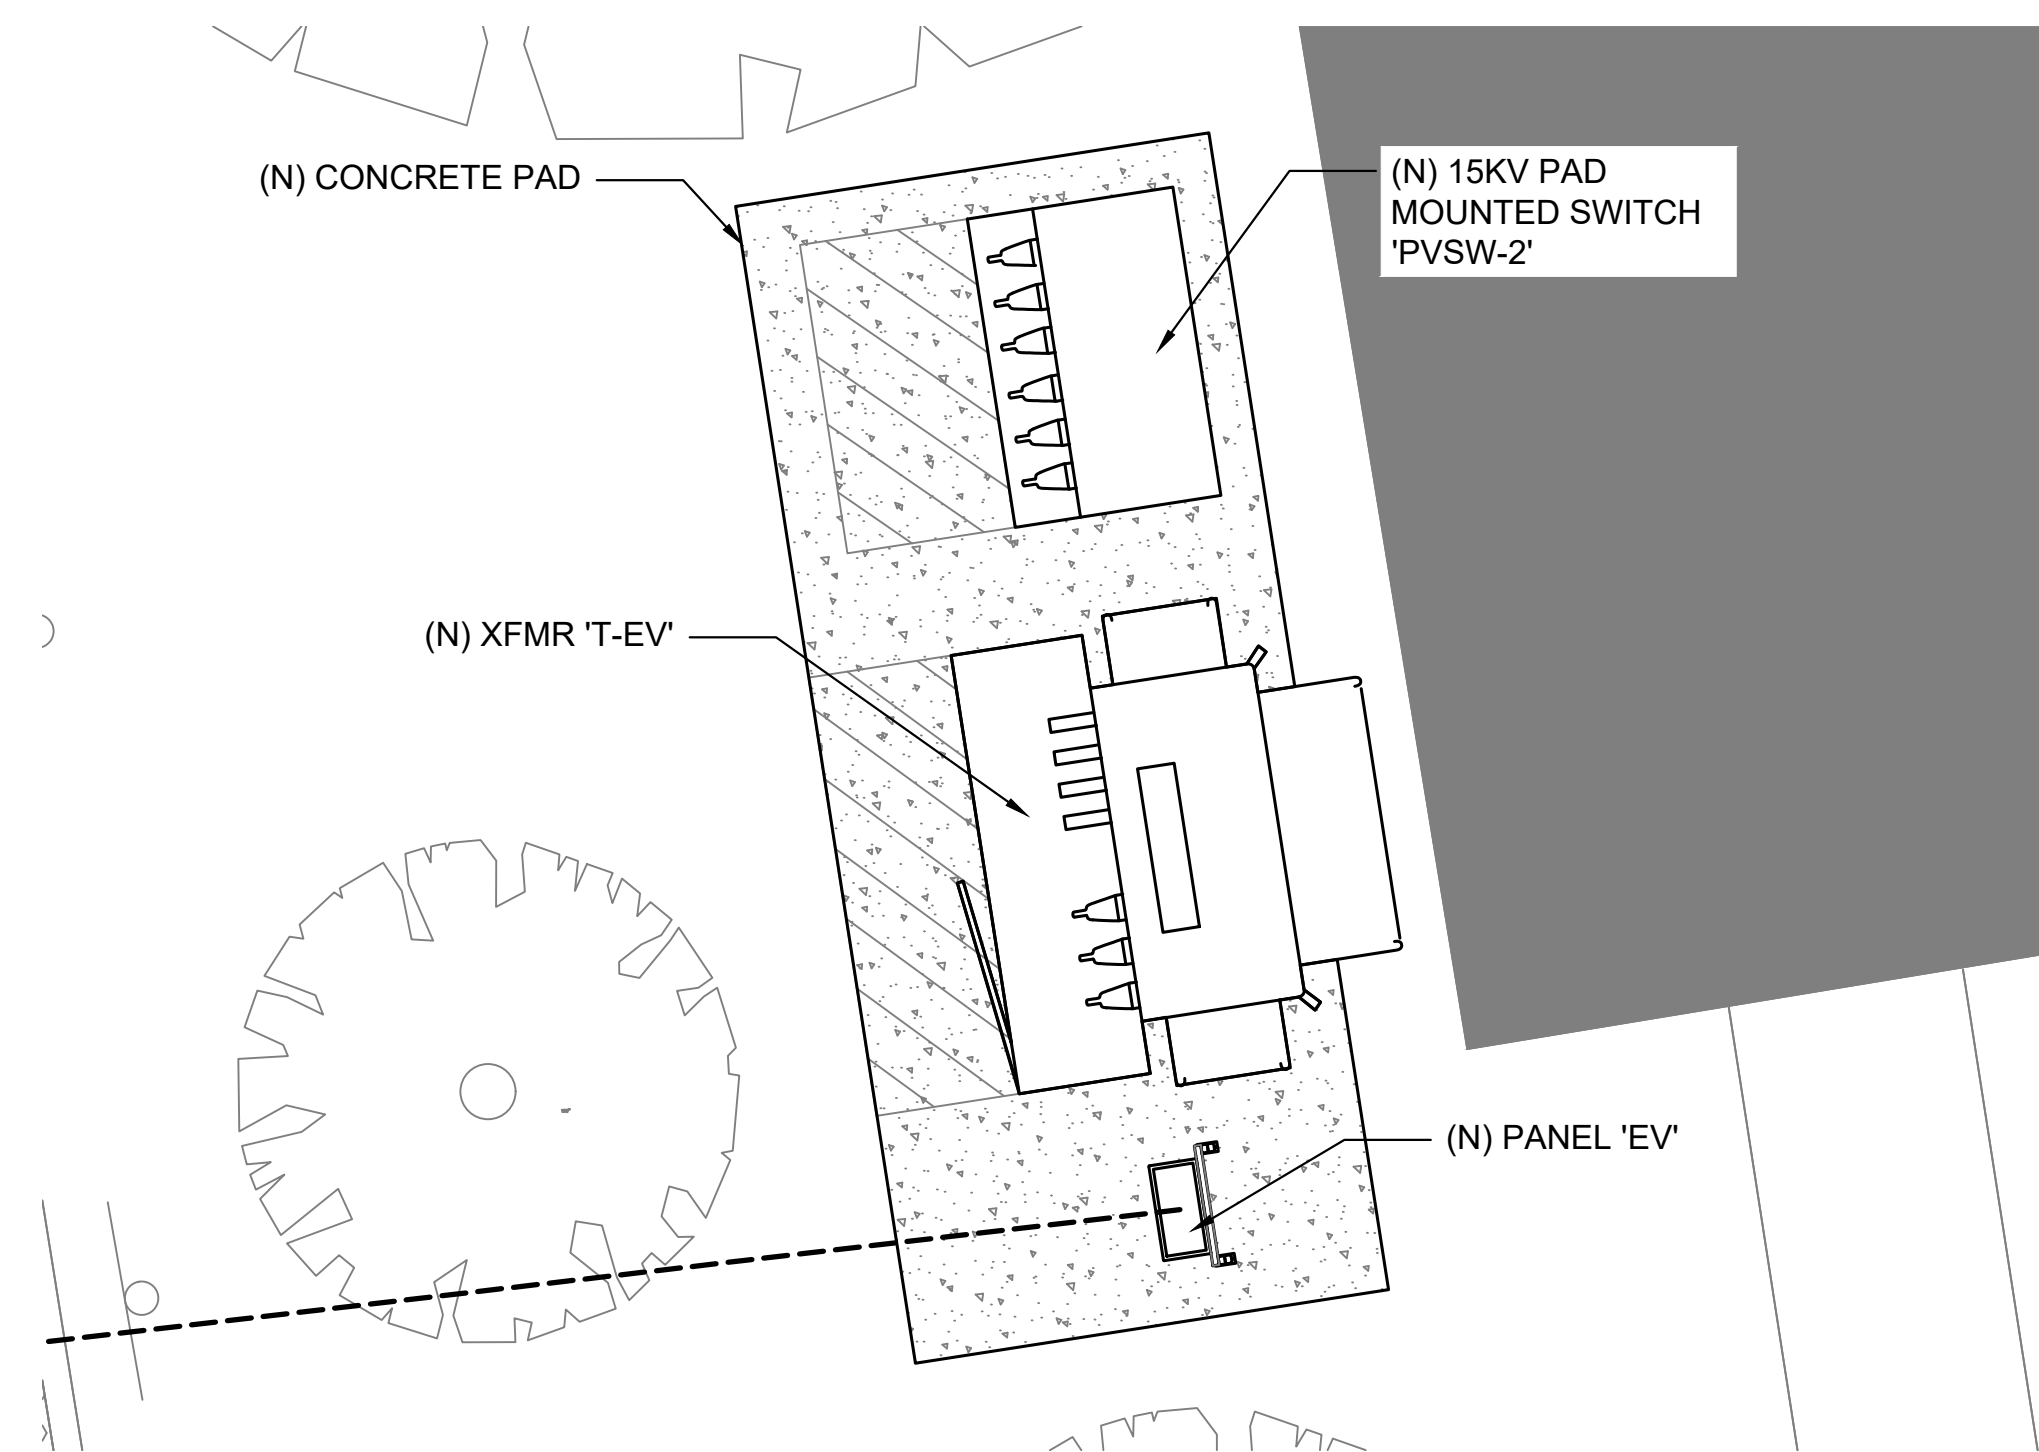 (N) CONCRETE PAD
(N) 15KV PAD
MOUNTED SWITCH
'PVSW-2'
(N) XFMR 'T-EV'
(N) PANEL 'EV'